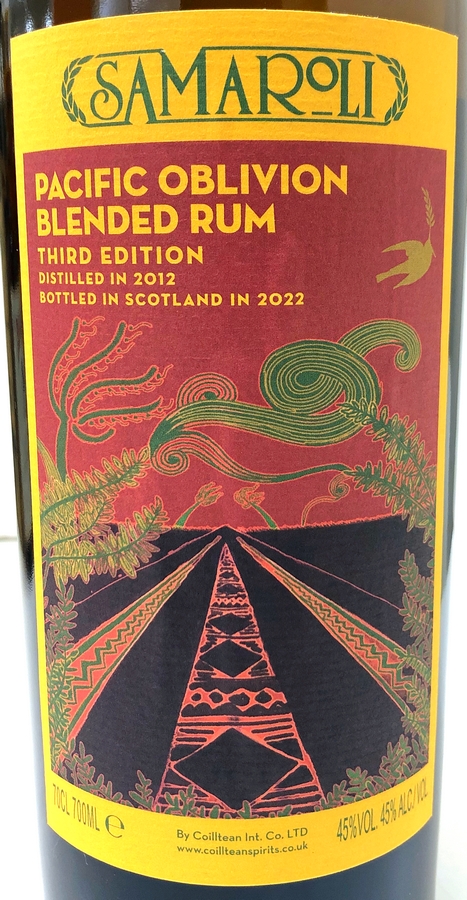 SAMAROLI
PACIFIC OBLIVION
BLENDED RUM
THIRD EDITION
DISTILLED IN 2012
BOTTLED IN SCOTLAND IN 2022
70CL 700ML ℮
By Coilltean Int. Co. LTD
www.coillteanspirits.co.uk
45%VOL. 45% ALC/VOL